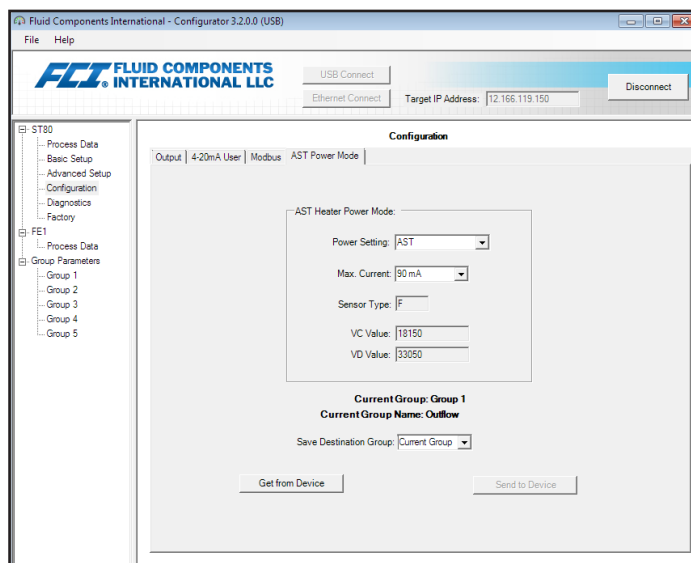 Fluid Components International - Configurator 3.2.0.0 (USB)
File Help
FCI FLUID COMPONENTS
® INTERNATIONAL LLC
USB Connect
Ethernet Connect
Target IP Address: 12.166.119.150
Disconnect
ST80
Process Data
Basic Setup
Advanced Setup
Configuration
Diagnostics
Factory
FE1
Process Data
Group Parameters
Group 1
Group 2
Group 3
Group 4
Group 5
Configuration
Output 4-20mA User Modbus AST Power Mode
AST Heater Power Mode:
Power Setting: AST
Max. Current: 90 mA
Sensor Type: F
VC Value: 18150
VD Value: 33050
Current Group: Group 1
Current Group Name: Outflow
Save Destination Group: Current Group
Get from Device
Send to Device